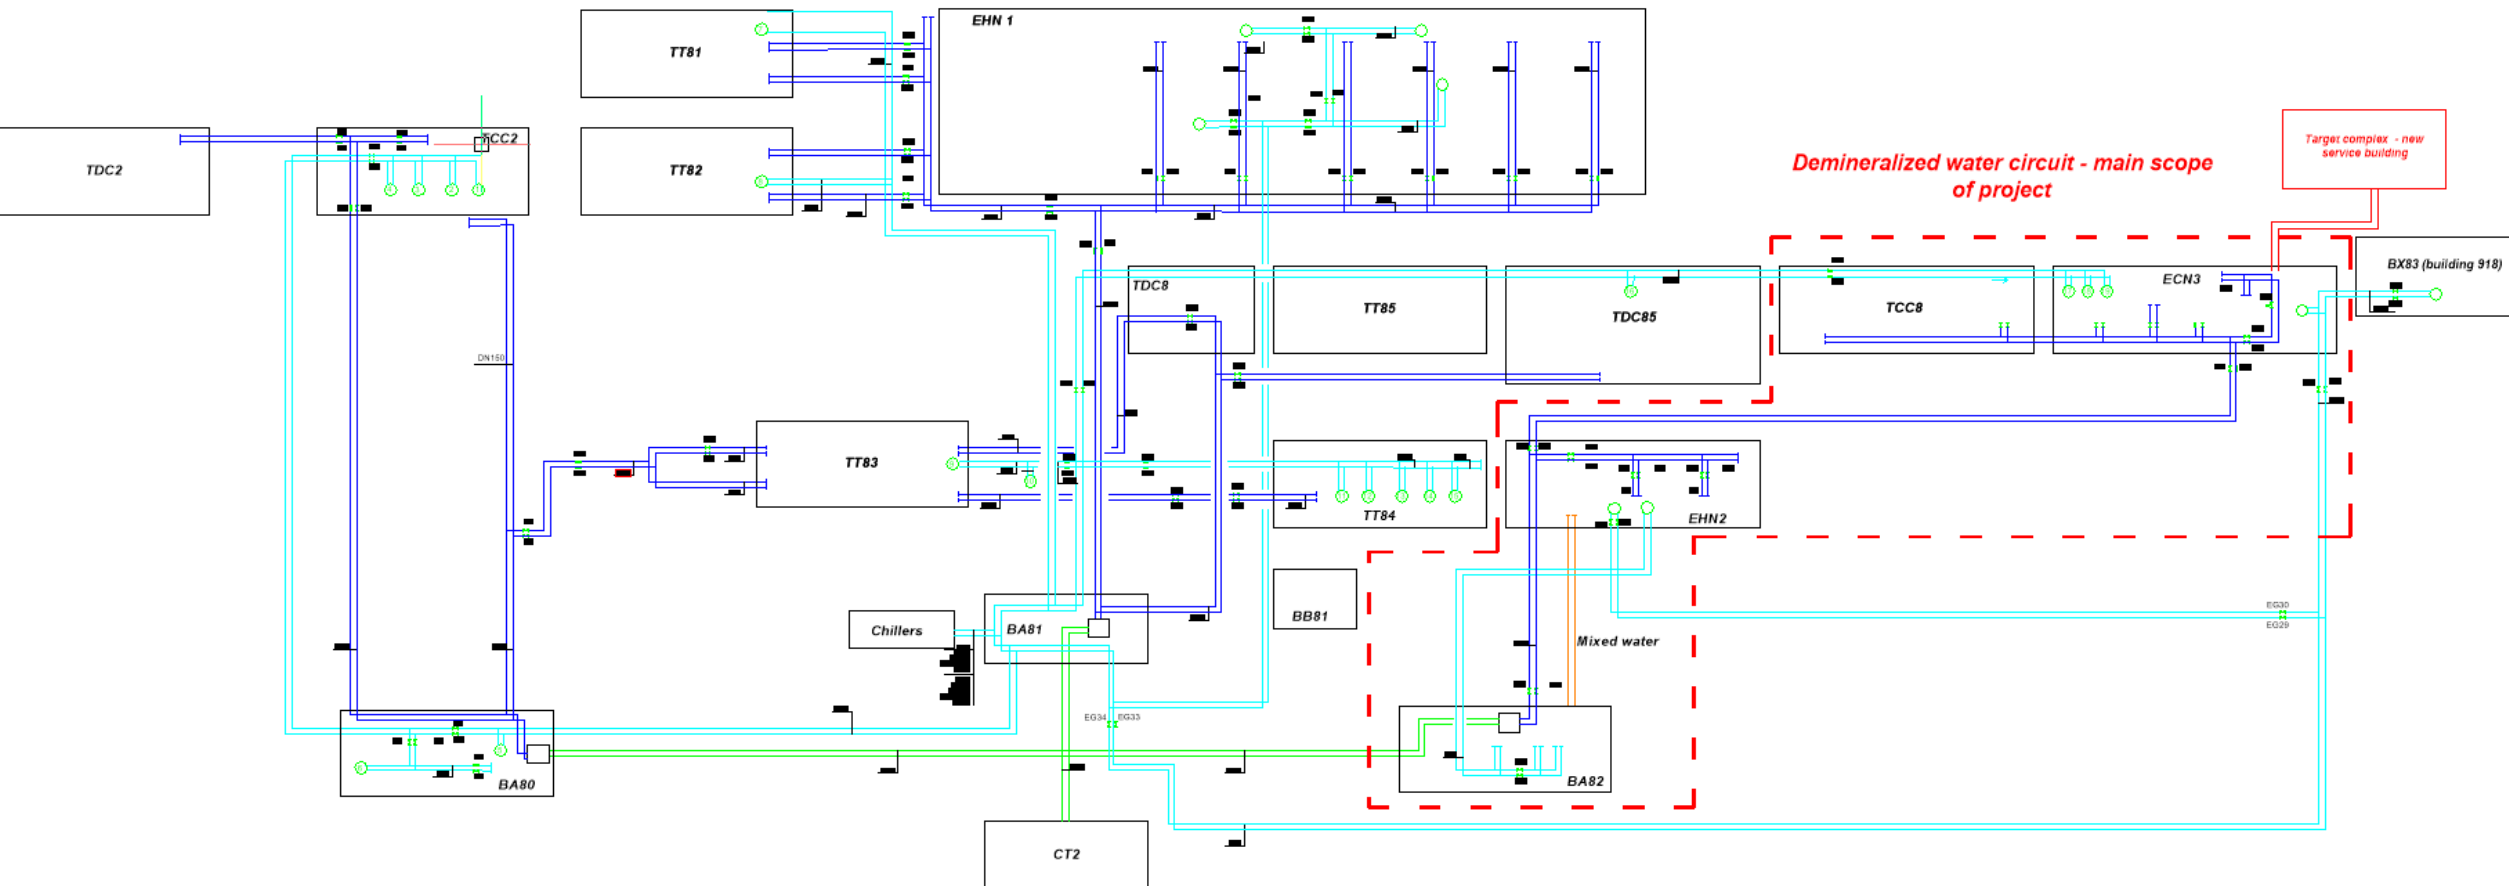 EHN 1
TT81
TCC2
TDC2
TT82
Target complex - new
service building
Demineralized water circuit - main scope
of project
BX83 (building 918)
TDC8
TT85
TDC85
TCC8
ECN3
DN150
TT83
TT84
EHN2
EG30
EG29
Chillers
BA81
BB81
Mixed water
EG34
EG33
BA80
BA82
CT2